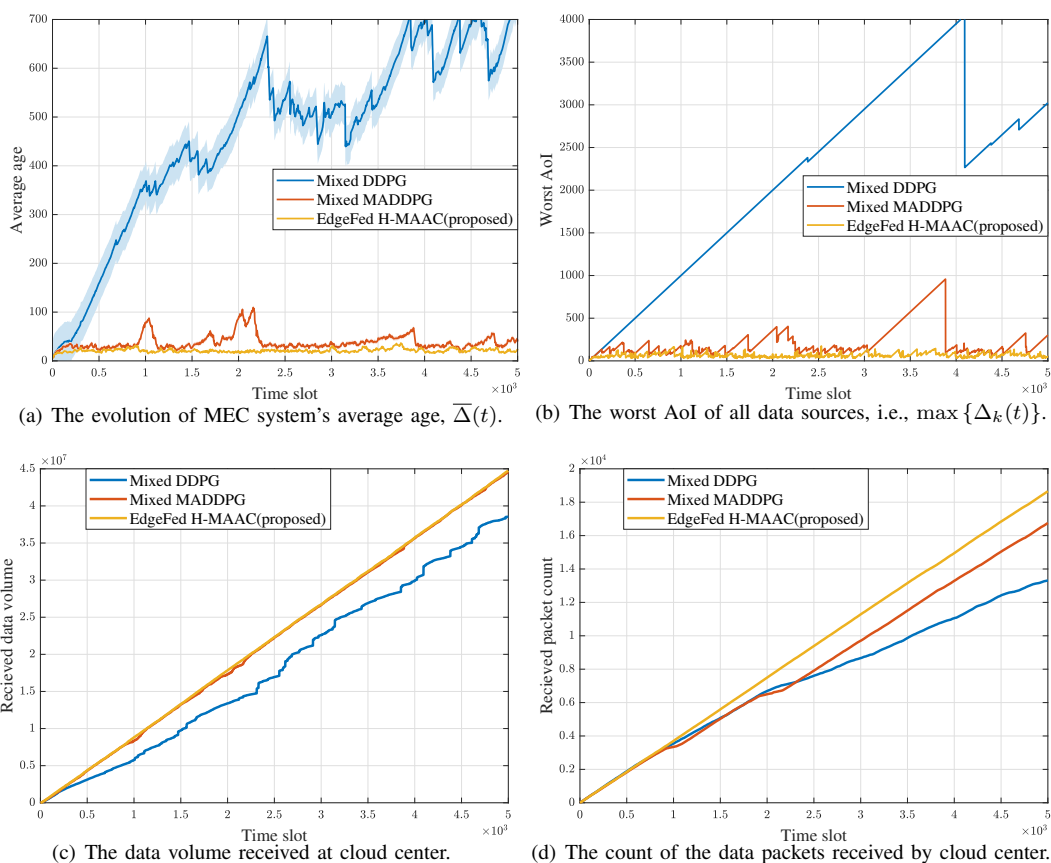 700
600
500
400
300
200
100
0
Average age
Mixed DDPG
Mixed MADDPG
EdgeFed H-MAAC(proposed)
0 0.5 1 1.5 2 2.5 3 3.5 4 4.5 5
Time slot
×10³
(a) The evolution of MEC system's average age, Δ̅(t).
4000
3500
3000
2500
2000
1500
1000
500
0
Worst AoI
Mixed DDPG
Mixed MADDPG
EdgeFed H-MAAC(proposed)
0 0.5 1 1.5 2 2.5 3 3.5 4 4.5 5
Time slot
×10³
(b) The worst AoI of all data sources, i.e., max {Δₖ(t)}.
×10⁷
4.5
4
3.5
3
2.5
2
1.5
1
0.5
0
Recieved data volume
Mixed DDPG
Mixed MADDPG
EdgeFed H-MAAC(proposed)
0 0.5 1 1.5 2 2.5 3 3.5 4 4.5 5
Time slot
×10³
(c) The data volume received at cloud center.
×10⁴
2
1.8
1.6
1.4
1.2
1
0.8
0.6
0.4
0.2
0
Recieved packet count
Mixed DDPG
Mixed MADDPG
EdgeFed H-MAAC(proposed)
0 0.5 1 1.5 2 2.5 3 3.5 4 4.5 5
Time slot
×10³
(d) The count of the data packets received by cloud center.